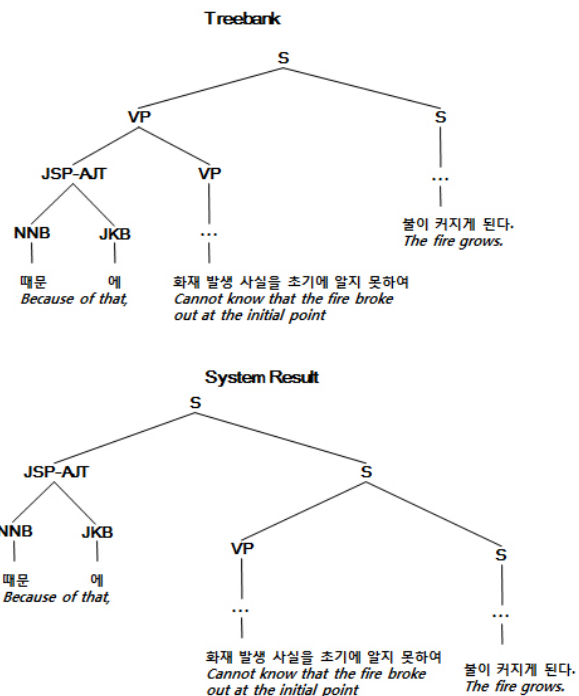 Treebank
S
VP S
JSP-AJT VP ...
NNB JKB ... 불이 커지게 된다.
The fire grows.
때문 에 화재 발생 사실을 초기에 알지 못하여
Because of that, Cannot know that the fire broke
out at the initial point
System Result
S
JSP-AJT S
NNB JKB VP S
때문 에
Because of that,
... ...
화재 발생 사실을 초기에 알지 못하여 불이 커지게 된다.
Cannot know that the fire broke The fire grows.
out at the initial point